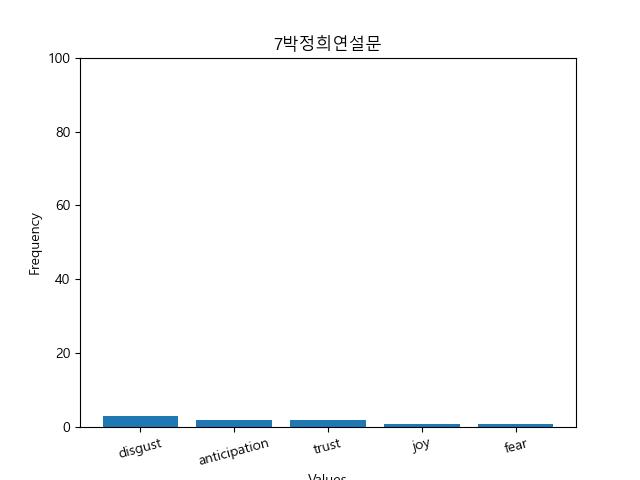 7박정희연설문
100
80
60
40
20
0
Frequency
disgust
anticipation
trust
joy
fear
Values